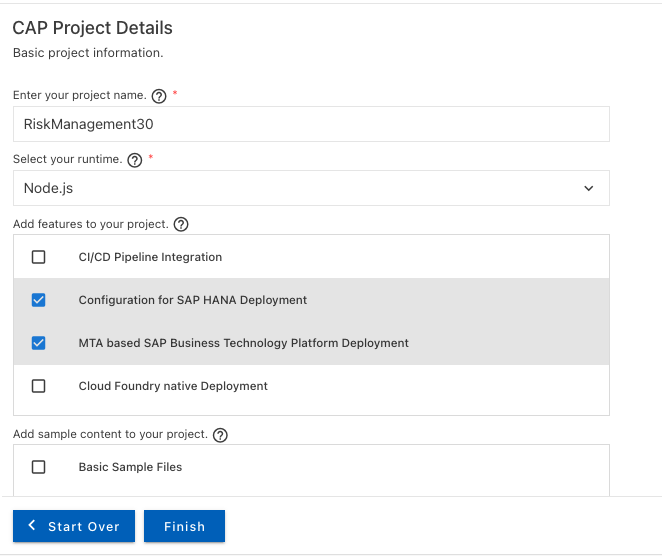 CAP Project Details
Basic project information.
Enter your project name. *
RiskManagement30
Select your runtime. *
Node.js
Add features to your project.
CI/CD Pipeline Integration
Configuration for SAP HANA Deployment
MTA based SAP Business Technology Platform Deployment
Cloud Foundry native Deployment
Add sample content to your project.
Basic Sample Files
Start Over
Finish